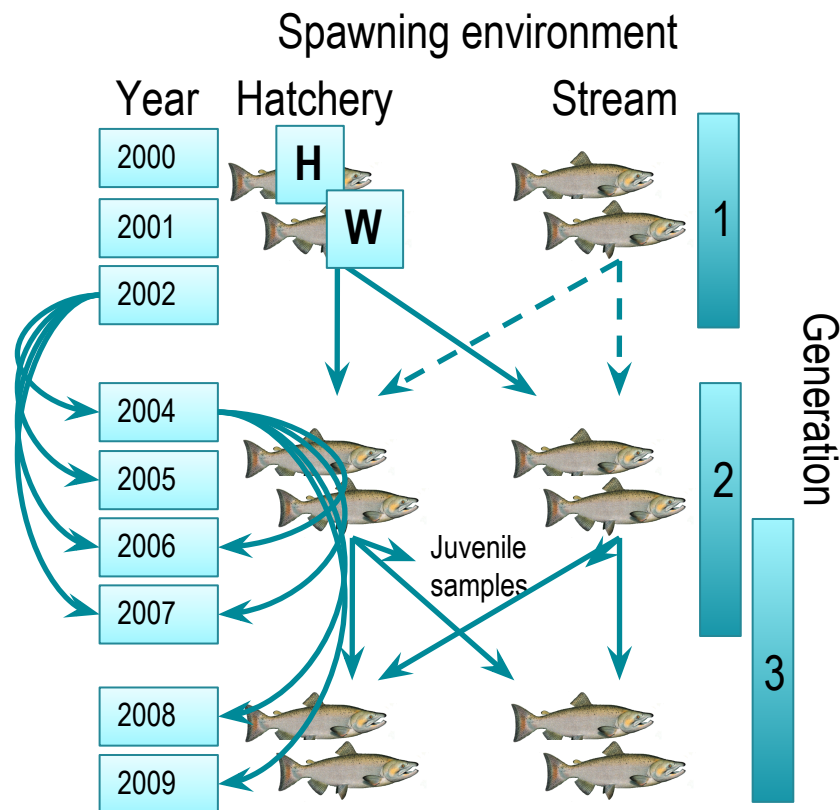 Spawning environment
Year Hatchery Stream
2000
H
2001
W
1
2002
Generation
2004
2005
2
2006
Juvenile
samples
2007
3
2008
2009